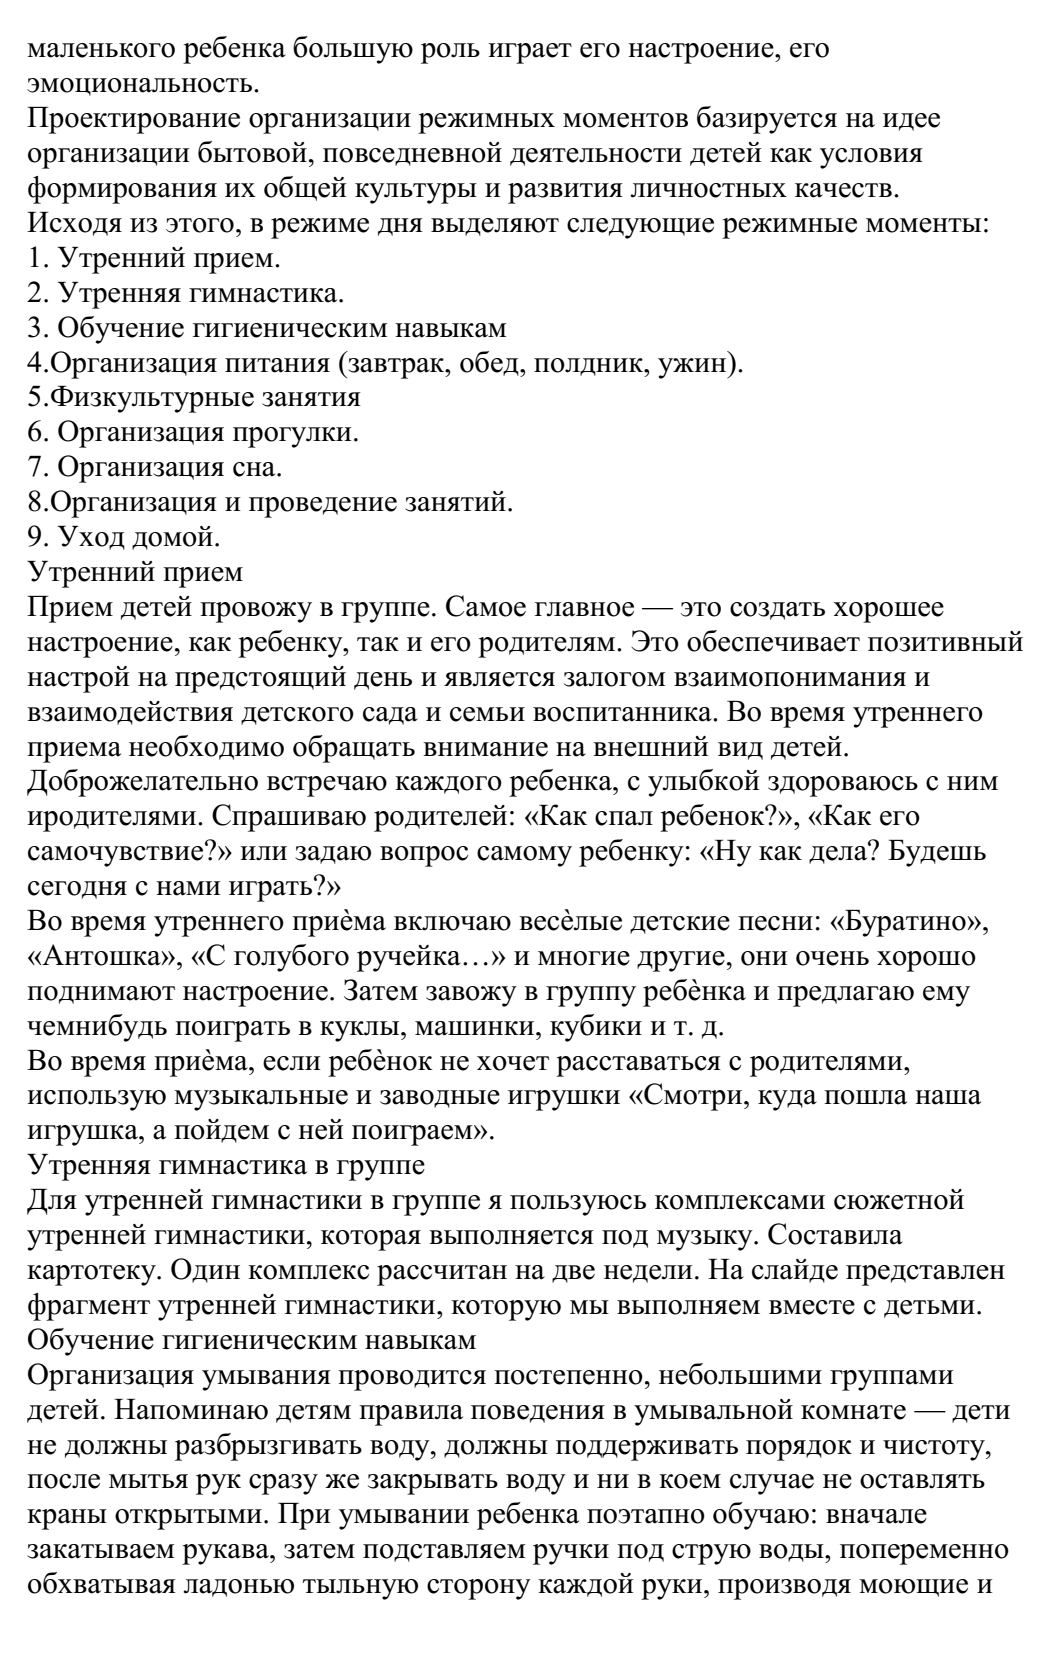 маленького ребенка большую роль играет его настроение, его
эмоциональность.
Проектирование организации режимных моментов базируется на идее
организации бытовой, повседневной деятельности детей как условия
формирования их общей культуры и развития личностных качеств.
Исходя из этого, в режиме дня выделяют следующие режимные моменты:
1. Утренний прием.
2. Утренняя гимнастика.
3. Обучение гигиеническим навыкам
4.Организация питания (завтрак, обед, полдник, ужин).
5.Физкультурные занятия
6. Организация прогулки.
7. Организация сна.
8.Организация и проведение занятий.
9. Уход домой.
Утренний прием
Прием детей провожу в группе. Самое главное — это создать хорошее
настроение, как ребенку, так и его родителям. Это обеспечивает позитивный
настрой на предстоящий день и является залогом взаимопонимания и
взаимодействия детского сада и семьи воспитанника. Во время утреннего
приема необходимо обращать внимание на внешний вид детей.
Доброжелательно встречаю каждого ребенка, с улыбкой здороваюсь с ним
иродителями. Спрашиваю родителей: «Как спал ребенок?», «Как его
самочувствие?» или задаю вопрос самому ребенку: «Ну как дела? Будешь
сегодня с нами играть?»
Во время утреннего приѐма включаю весѐлые детские песни: «Буратино»,
«Антошка», «С голубого ручейка…» и многие другие, они очень хорошо
поднимают настроение. Затем завожу в группу ребѐнка и предлагаю ему
чемнибудь поиграть в куклы, машинки, кубики и т. д.
Во время приѐма, если ребѐнок не хочет расставаться с родителями,
использую музыкальные и заводные игрушки «Смотри, куда пошла наша
игрушка, а пойдем с ней поиграем».
Утренняя гимнастика в группе
Для утренней гимнастики в группе я пользуюсь комплексами сюжетной
утренней гимнастики, которая выполняется под музыку. Составила
картотеку. Один комплекс рассчитан на две недели. На слайде представлен
фрагмент утренней гимнастики, которую мы выполняем вместе с детьми.
Обучение гигиеническим навыкам
Организация умывания проводится постепенно, небольшими группами
детей. Напоминаю детям правила поведения в умывальной комнате — дети
не должны разбрызгивать воду, должны поддерживать порядок и чистоту,
после мытья рук сразу же закрывать воду и ни в коем случае не оставлять
краны открытыми. При умывании ребенка поэтапно обучаю: вначале
закатываем рукава, затем подставляем ручки под струю воды, попеременно
обхватывая ладонью тыльную сторону каждой руки, производя моющие и